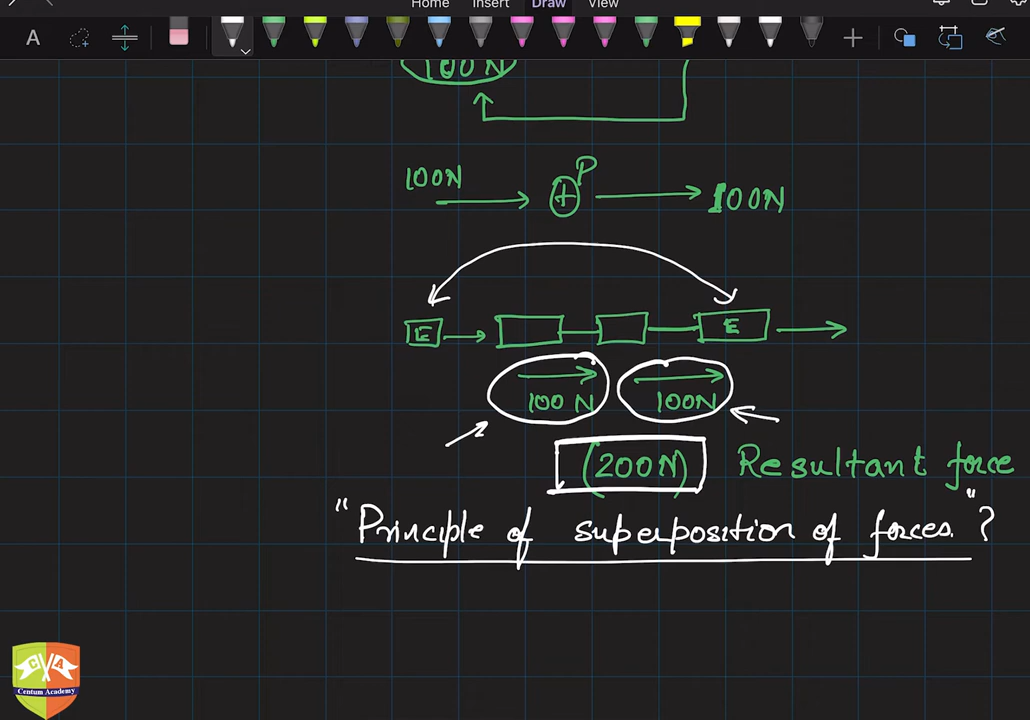 Home Insert Draw View
A
100N
P
100N + 100N
E E
100 N 100N
(200N) Resultant force
"Principle of superposition of forces."?
CA
Centum Academy